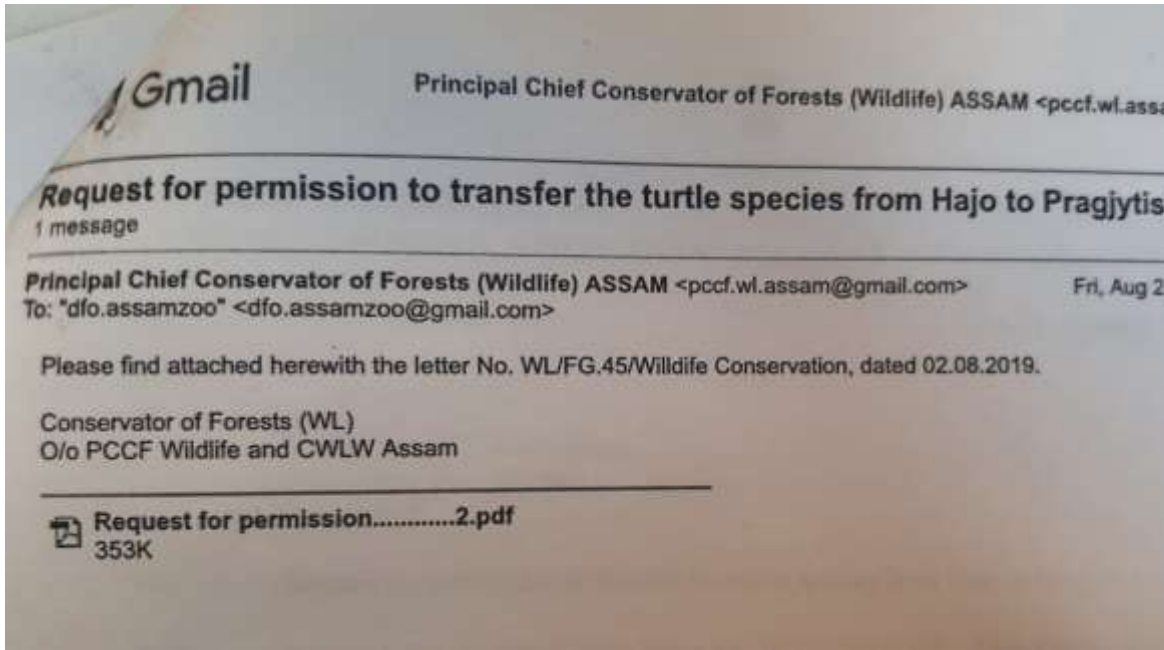 Gmail
Principal Chief Conservator of Forests (Wildlife) ASSAM <pccf.wl.assa
Request for permission to transfer the turtle species from Hajo to Pragjytis
1 message
Principal Chief Conservator of Forests (Wildlife) ASSAM <pccf.wl.assam@gmail.com> Fri, Aug 2
To: "dfo.assamzoo" <dfo.assamzoo@gmail.com>
Please find attached herewith the letter No. WL/FG.45/Willdife Conservation, dated 02.08.2019.
Conservator of Forests (WL)
O/o PCCF Wildlife and CWLW Assam
Request for permission............2.pdf
353K